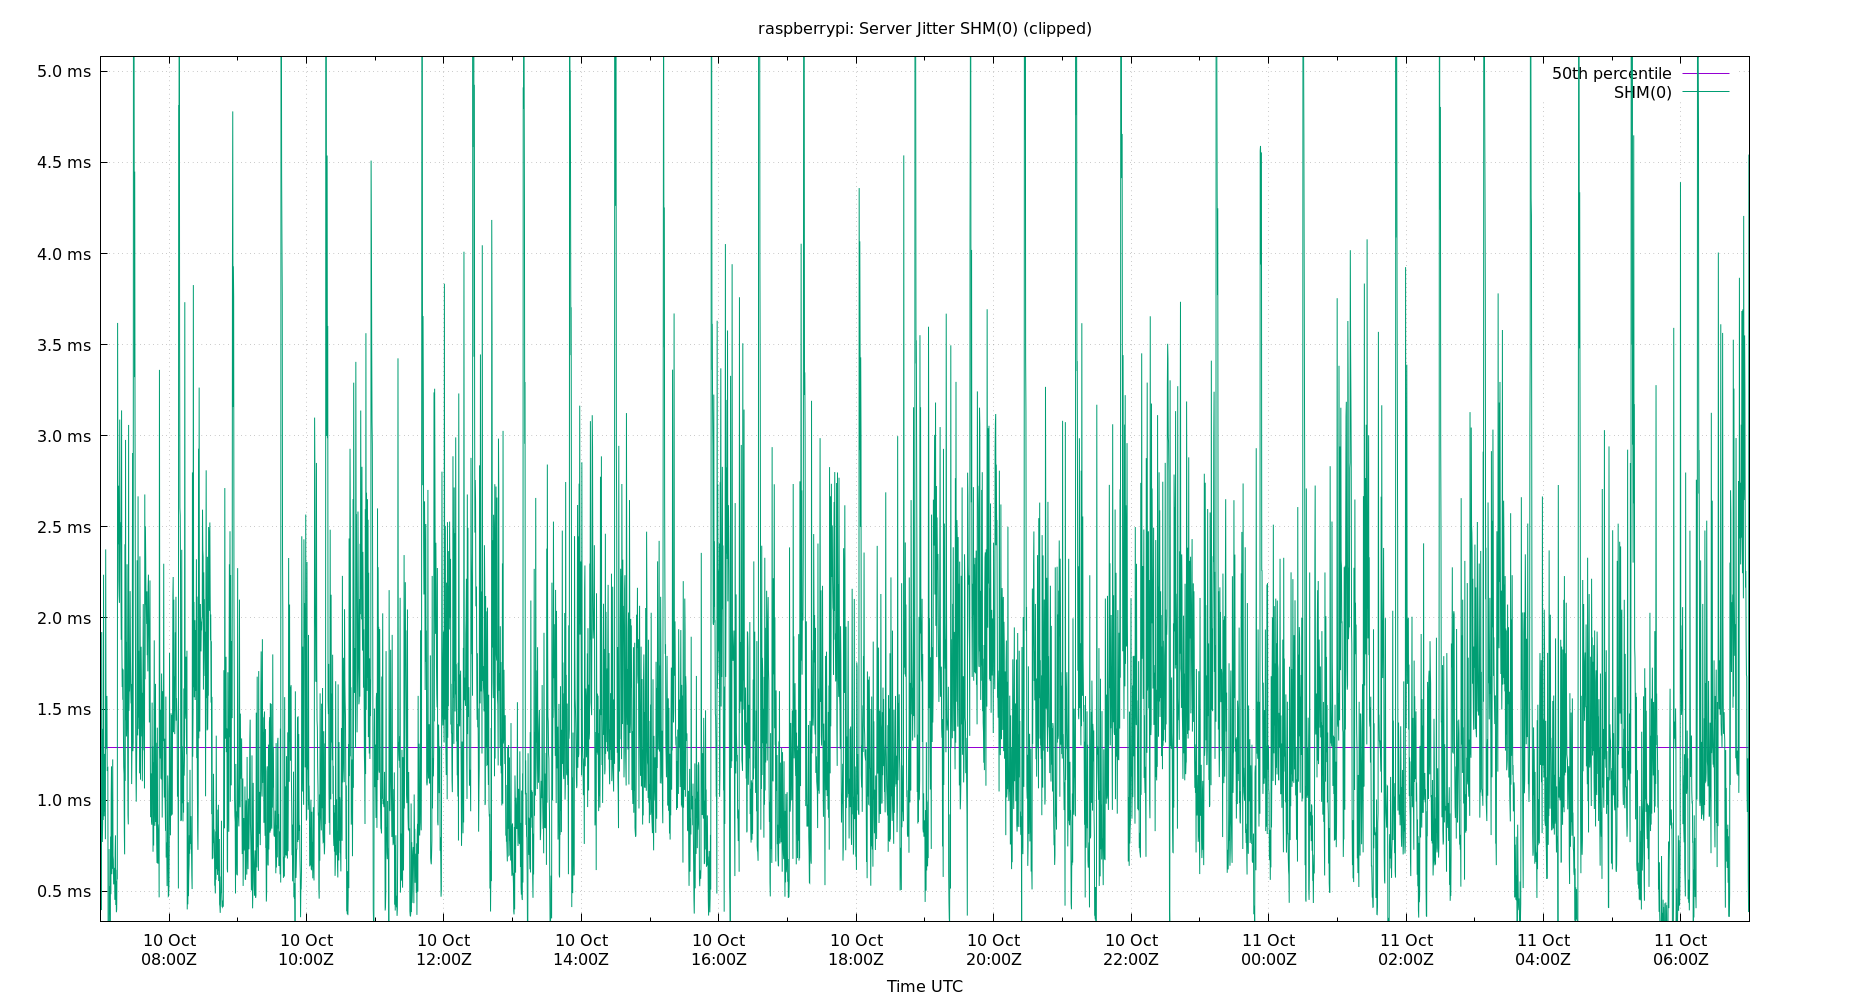 raspberrypi: Server Jitter SHM(0) (clipped)
50th percentile
SHM(0)
5.0 ms
4.5 ms
4.0 ms
3.5 ms
3.0 ms
2.5 ms
2.0 ms
1.5 ms
1.0 ms
0.5 ms
10 Oct 10 Oct 10 Oct 10 Oct 10 Oct 10 Oct 10 Oct 10 Oct 11 Oct 11 Oct 11 Oct 11 Oct
08:00Z 10:00Z 12:00Z 14:00Z 16:00Z 18:00Z 20:00Z 22:00Z 00:00Z 02:00Z 04:00Z 06:00Z
Time UTC